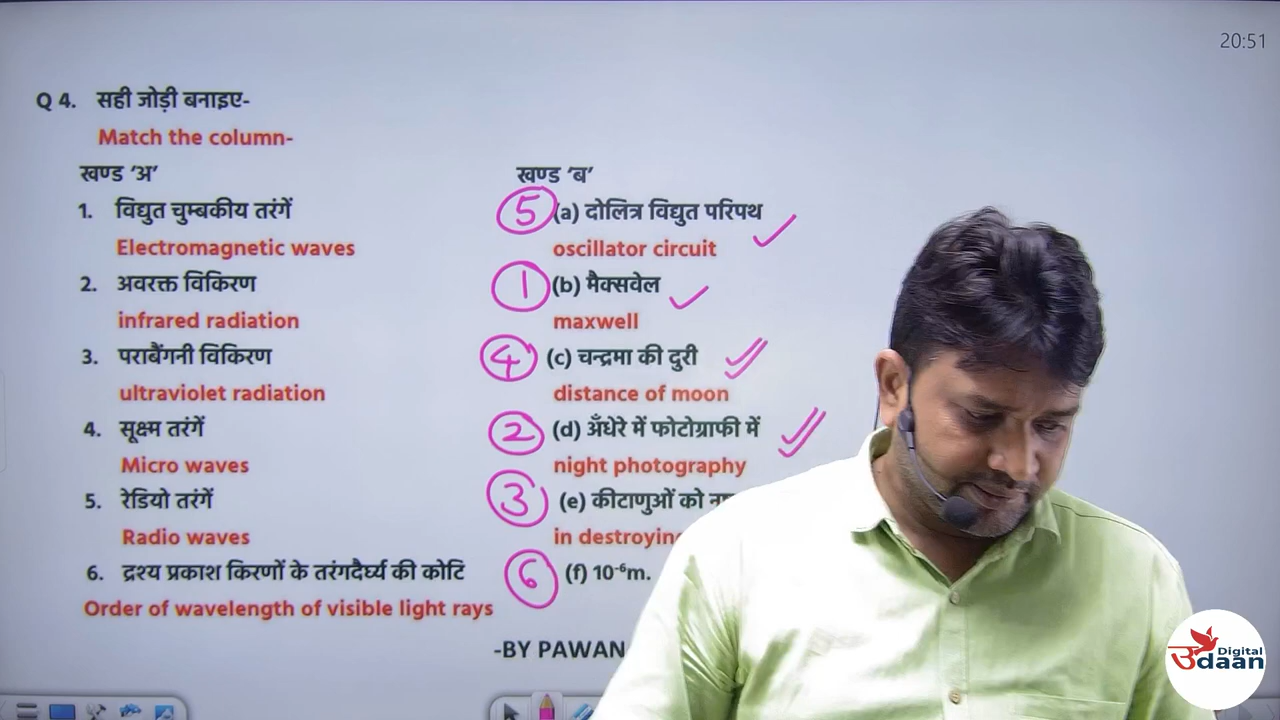 20:51
Q 4. सही जोड़ी बनाइए-
Match the column-
खण्ड ‘अ’ खण्ड ‘ब’
1. विद्युत चुम्बकीय तरंगें 5 (a) दोलित्र विद्युत परिपथ
Electromagnetic waves oscillator circuit
2. अवरक्त विकिरण 1 (b) मैक्सवेल
infrared radiation maxwell
3. पराबैंगनी विकिरण 4 (c) चन्द्रमा की दुरी
ultraviolet radiation distance of moon
4. सूक्ष्म तरंगें 2 (d) अँधेरे में फोटोग्राफी में
Micro waves night photography
5. रेडियो तरंगें 3 (e) कीटाणुओं को
Radio waves in
6. द्रश्य प्रकाश किरणों के तरंगदैर्घ्य की कोटि 6 (f) 10⁻⁶m.
Order of wavelength of visible light rays
-BY PAWAN
Digital
उdaan